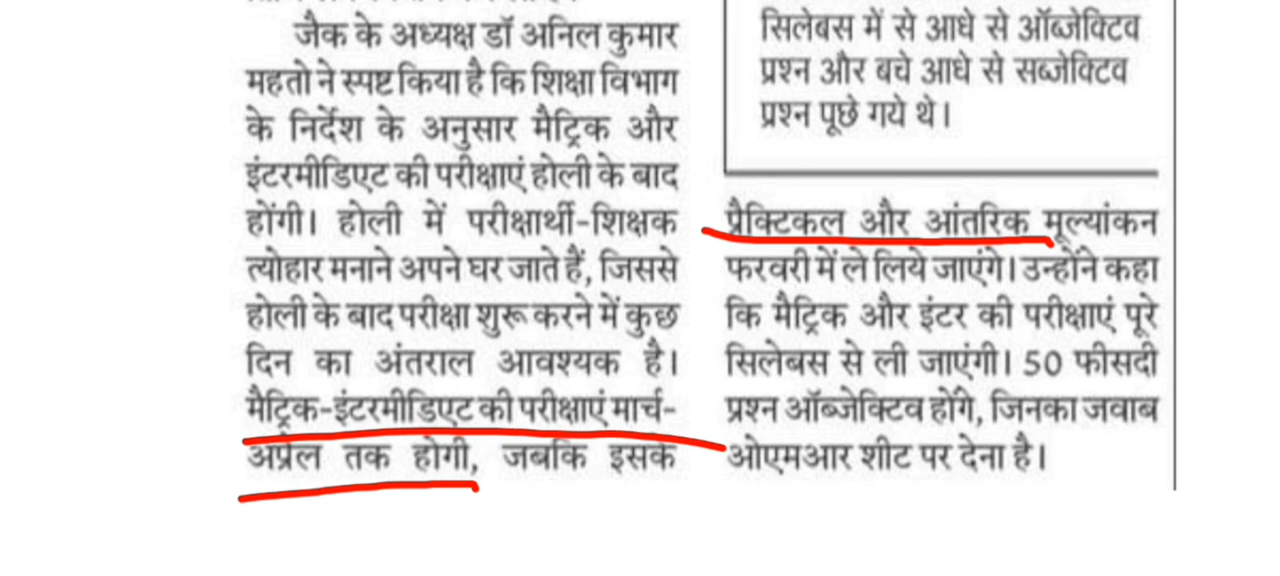 जैक के अध्यक्ष डॉ अनिल कुमार
महतो ने स्पष्ट किया है कि शिक्षा विभाग
के निर्देश के अनुसार मैट्रिक और
इंटरमीडिएट की परीक्षाएं होली के बाद
होंगी। होली में परीक्षार्थी-शिक्षक
त्योहार मनाने अपने घर जाते हैं, जिससे
होली के बाद परीक्षा शुरू करने में कुछ
दिन का अंतराल आवश्यक है।
मैट्रिक-इंटरमीडिएट की परीक्षाएं मार्च-
अप्रैल तक होगी, जबकि इसके
सिलेबस में से आधे से ऑब्जेक्टिव
प्रश्न और बचे आधे से सब्जेक्टिव
प्रश्न पूछे गये थे।
प्रैक्टिकल और आंतरिक मूल्यांकन
फरवरी में ले लिये जाएंगे। उन्होंने कहा
कि मैट्रिक और इंटर की परीक्षाएं पूरे
सिलेबस से ली जाएंगी। 50 फीसदी
प्रश्न ऑब्जेक्टिव होंगे, जिनका जवाब
ओएमआर शीट पर देना है।